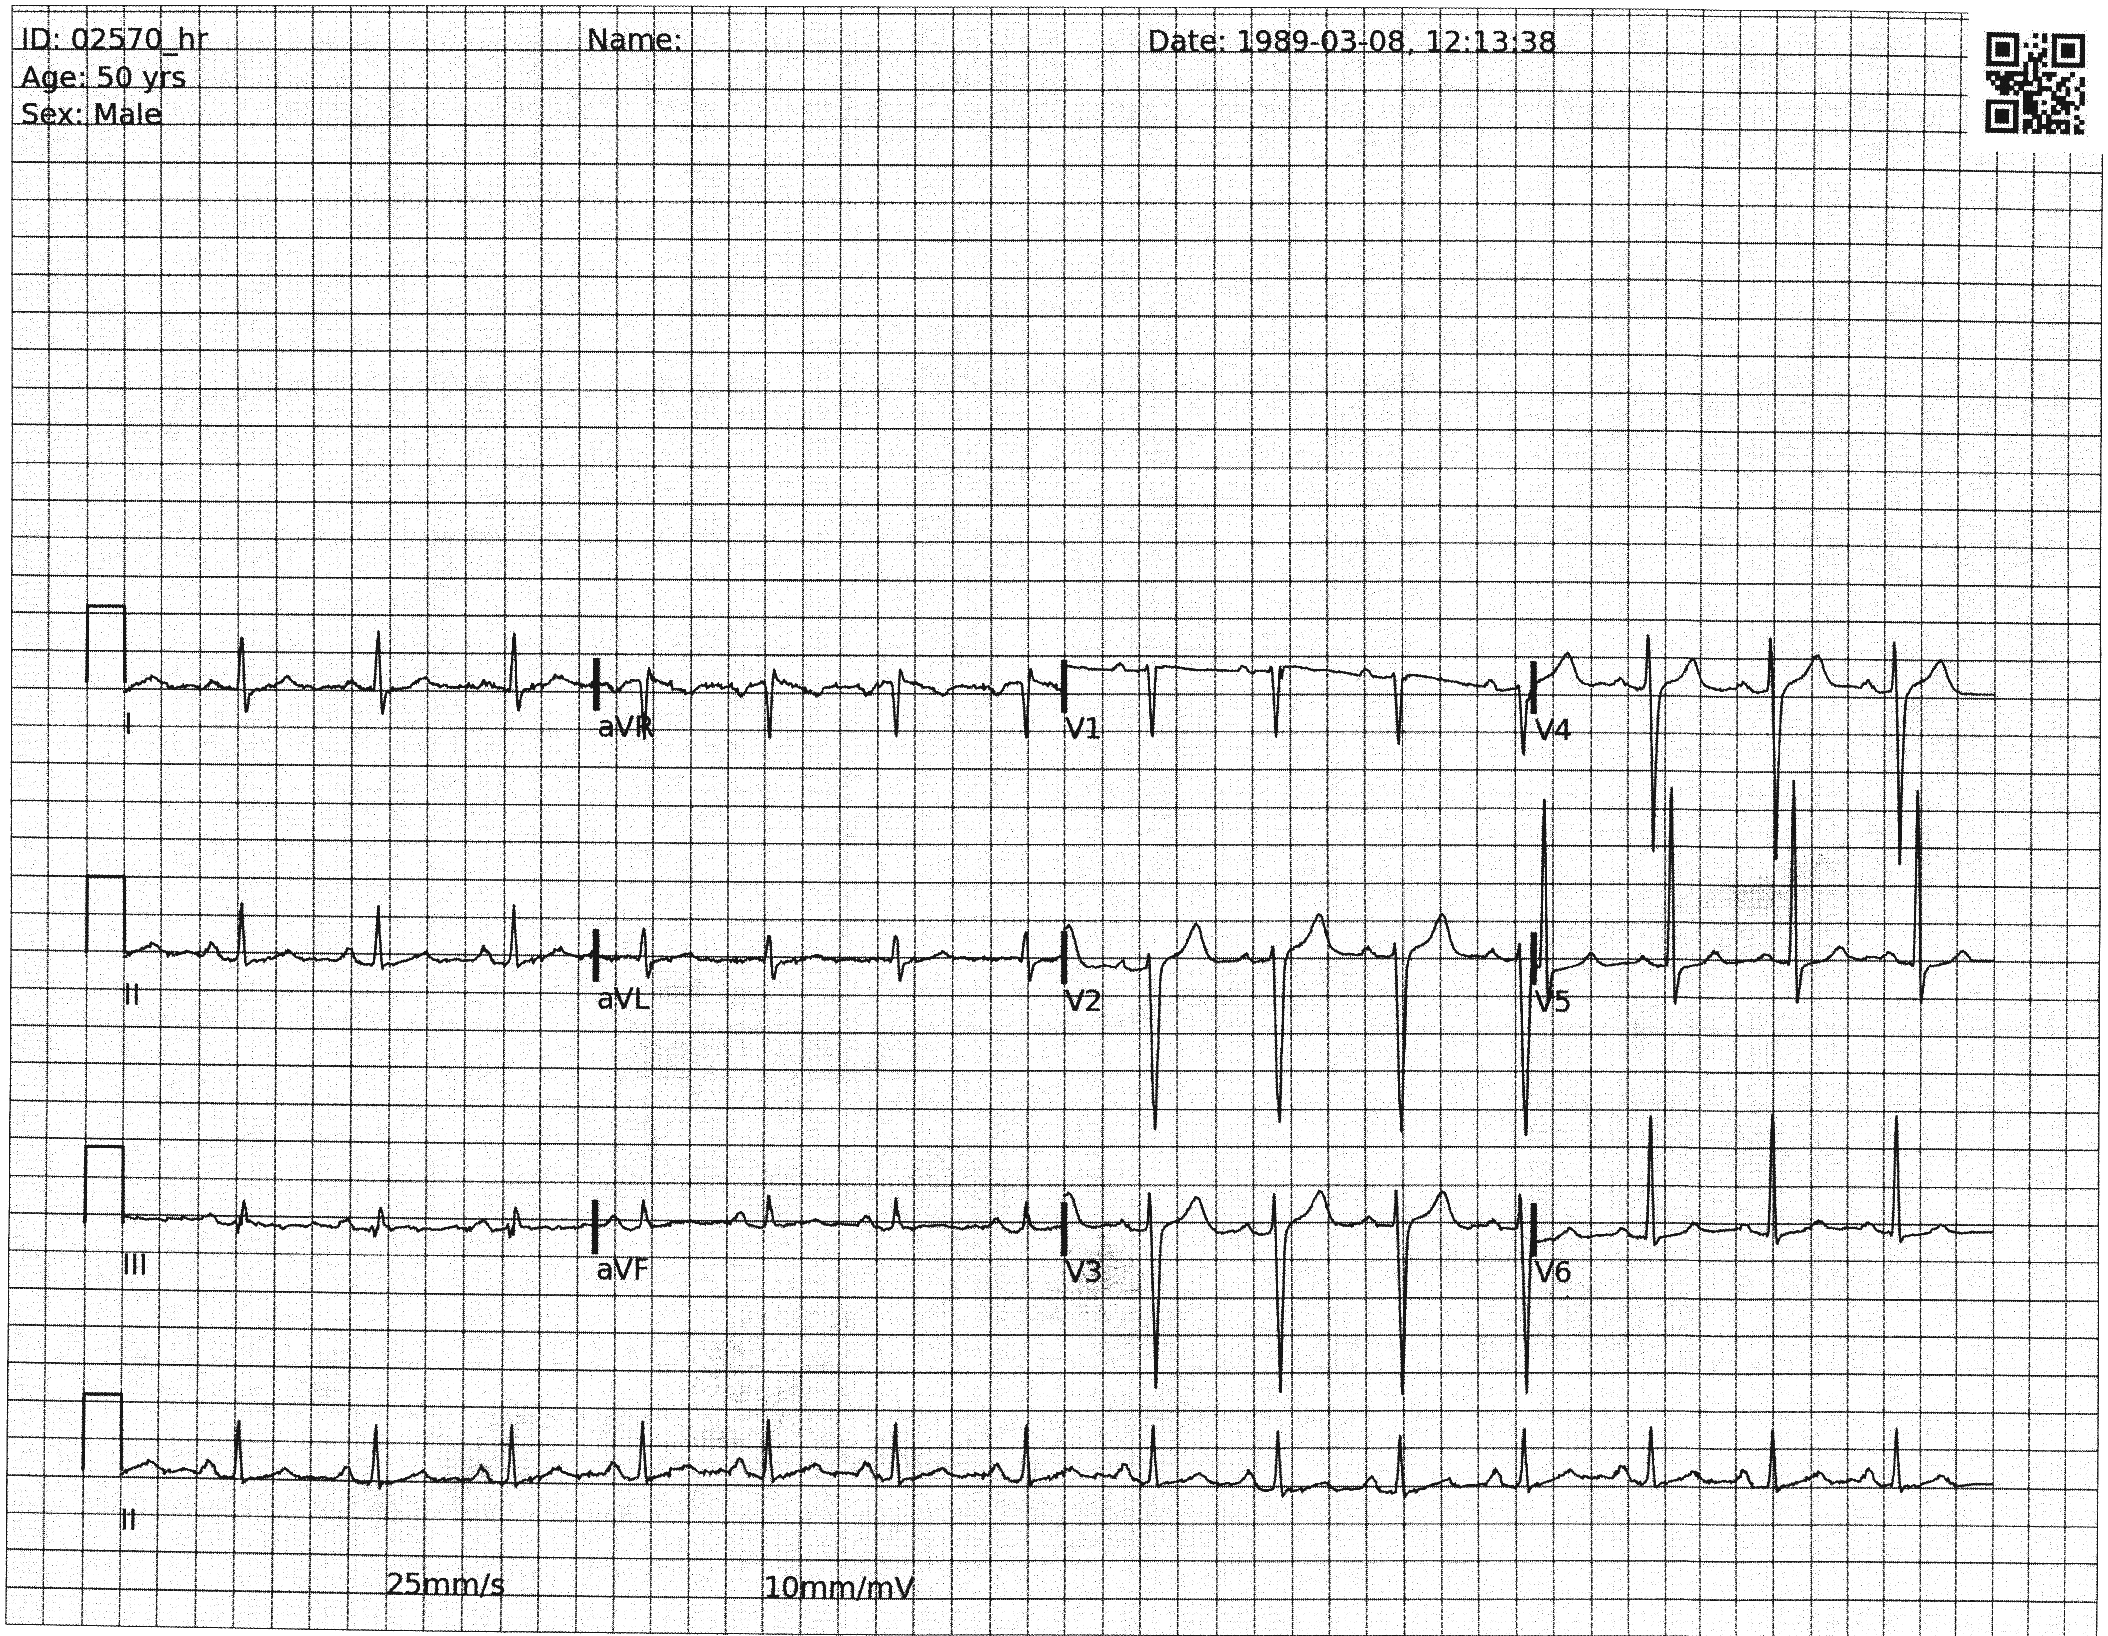 ID: 02570_hr
Name:
Date: 1989-03-08, 12:13:38
Age: 50 yrs
Sex: Male
I
aVR
V1
V4
II
aVL
V2
V5
III
aVF
V3
V6
II
25mm/s
10mm/mV